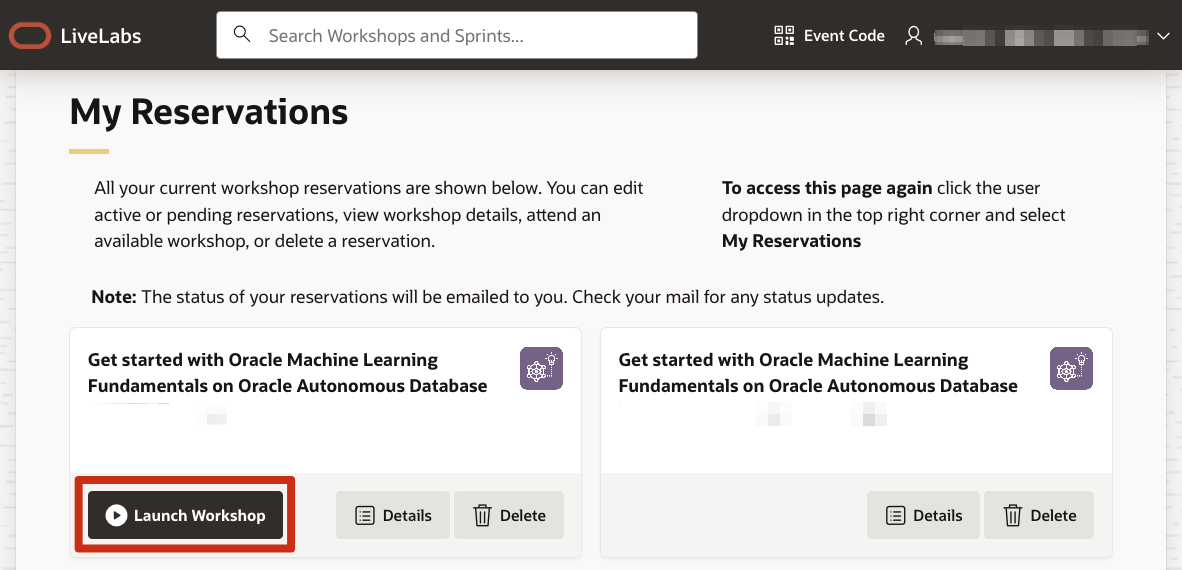 LiveLabs
Search Workshops and Sprints...
Event Code
My Reservations
All your current workshop reservations are shown below. You can edit
active or pending reservations, view workshop details, attend an
available workshop, or delete a reservation.
To access this page again click the user
dropdown in the top right corner and select
My Reservations
Note: The status of your reservations will be emailed to you. Check your mail for any status updates.
Get started with Oracle Machine Learning
Fundamentals on Oracle Autonomous Database
Launch Workshop
Details
Delete
Get started with Oracle Machine Learning
Fundamentals on Oracle Autonomous Database
Details
Delete